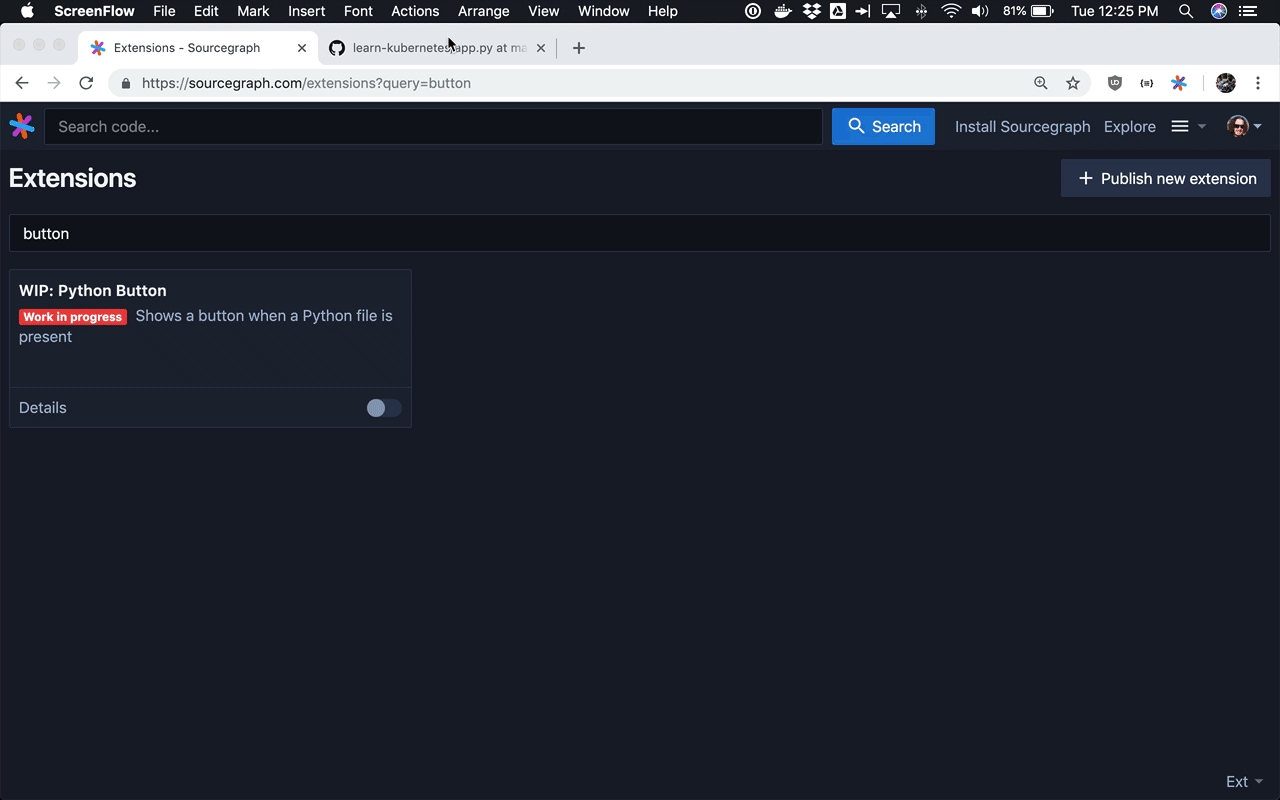 ScreenFlow File Edit Mark Insert Font Actions Arrange View Window Help 81% Tue 12:25 PM
Extensions - Sourcegraph learn-kubernetes/app.py at ma
https://sourcegraph.com/extensions?query=button
Search code... Search Install Sourcegraph Explore
Extensions
Publish new extension
button
WIP: Python Button
Work in progress Shows a button when a Python file is
present
Details
Ext